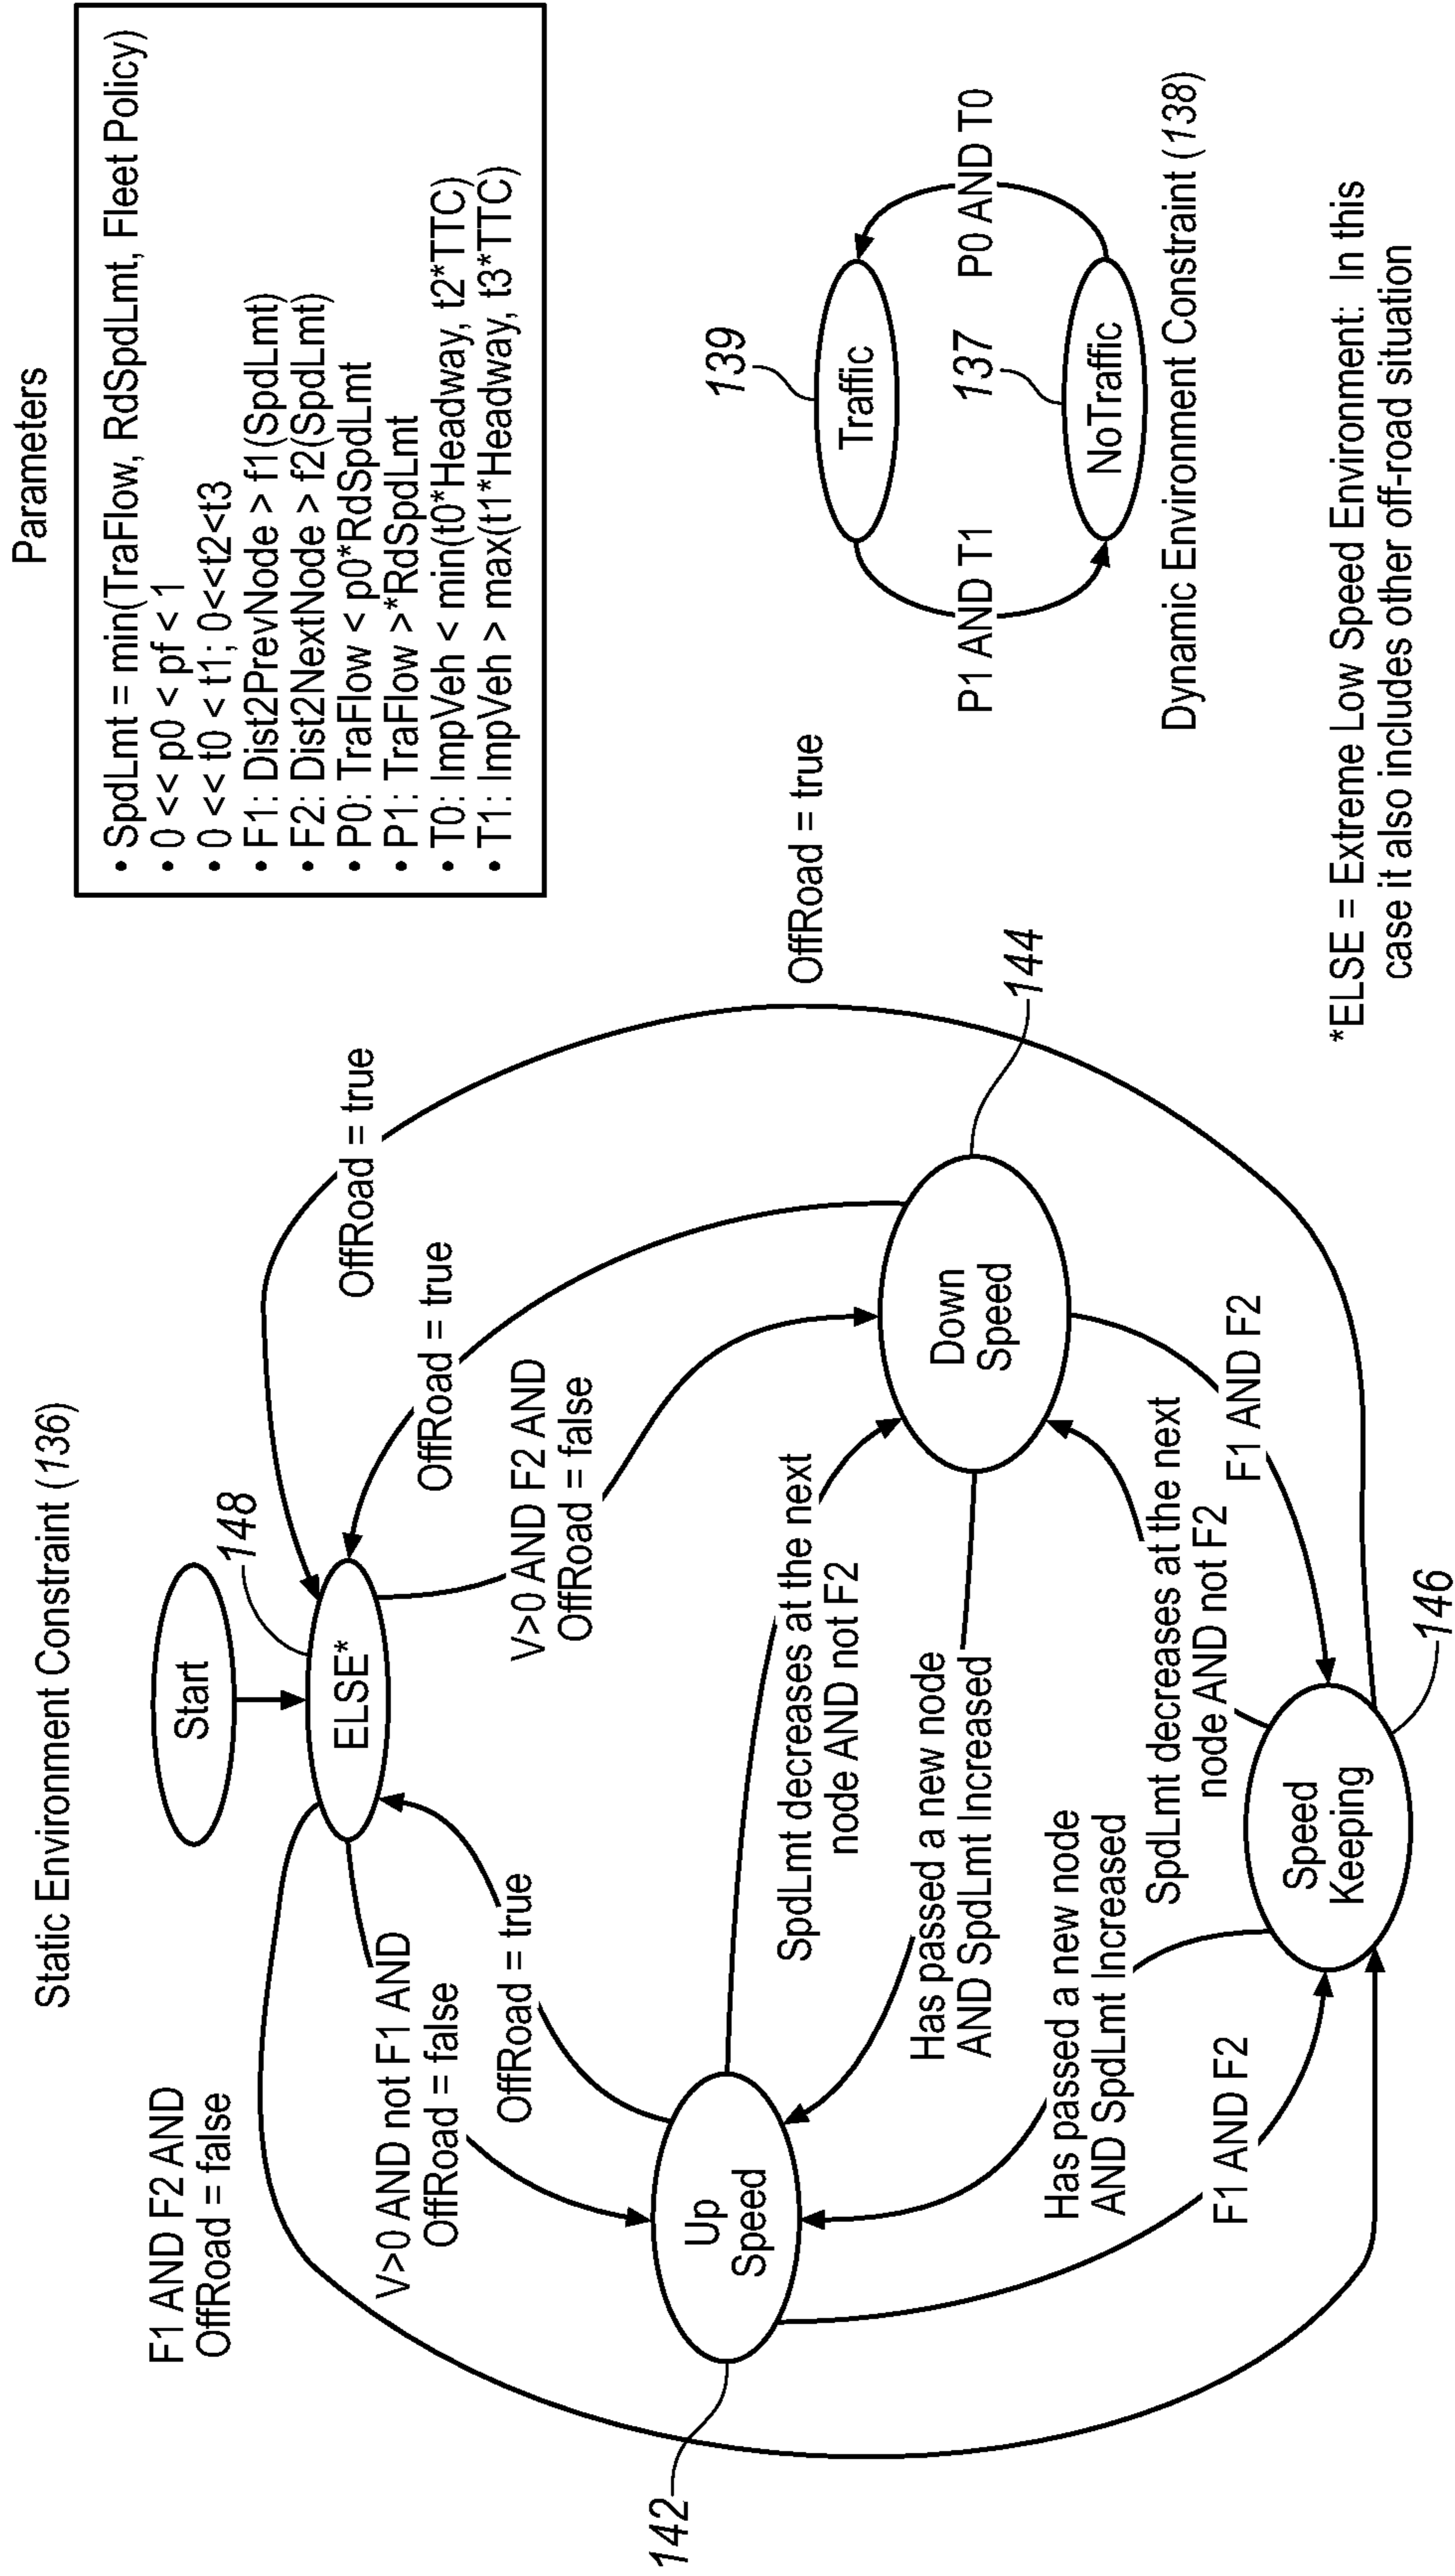 Static Environment Constraint (136)
Start
148
ELSE*
F1 AND F2 AND
OffRoad = false
V>0 AND not F1 AND
OffRoad = false
OffRoad = true
V>0 AND F2 AND
OffRoad = false
OffRoad = true
OffRoad = true
OffRoad = true
142
Up
Speed
SpdLmt decreases at the next
node AND not F2
Has passed a new node
AND SpdLmt Increased
Down
Speed
144
Has passed a new node
AND SpdLmt Increased
SpdLmt decreases at the next
node AND not F2
F1 AND F2
F1 AND F2
Speed
Keeping
146
Parameters
• SpdLmt = min(TraFlow, RdSpdLmt, Fleet Policy)
• 0 << p0 < pf < 1
• 0 << t0 < t1; 0<<t2<t3
• F1: Dist2PrevNode > f1(SpdLmt)
• F2: Dist2NextNode > f2(SpdLmt)
• P0: TraFlow < p0*RdSpdLmt
• P1: TraFlow >*RdSpdLmt
• T0: ImpVeh < min(t0*Headway, t2*TTC)
• T1: ImpVeh > max(t1*Headway, t3*TTC)
139
Traffic
P1 AND T1
137
P0 AND T0
NoTraffic
Dynamic Environment Constraint (138)
*ELSE = Extreme Low Speed Environment: In this
case it also includes other off-road situation